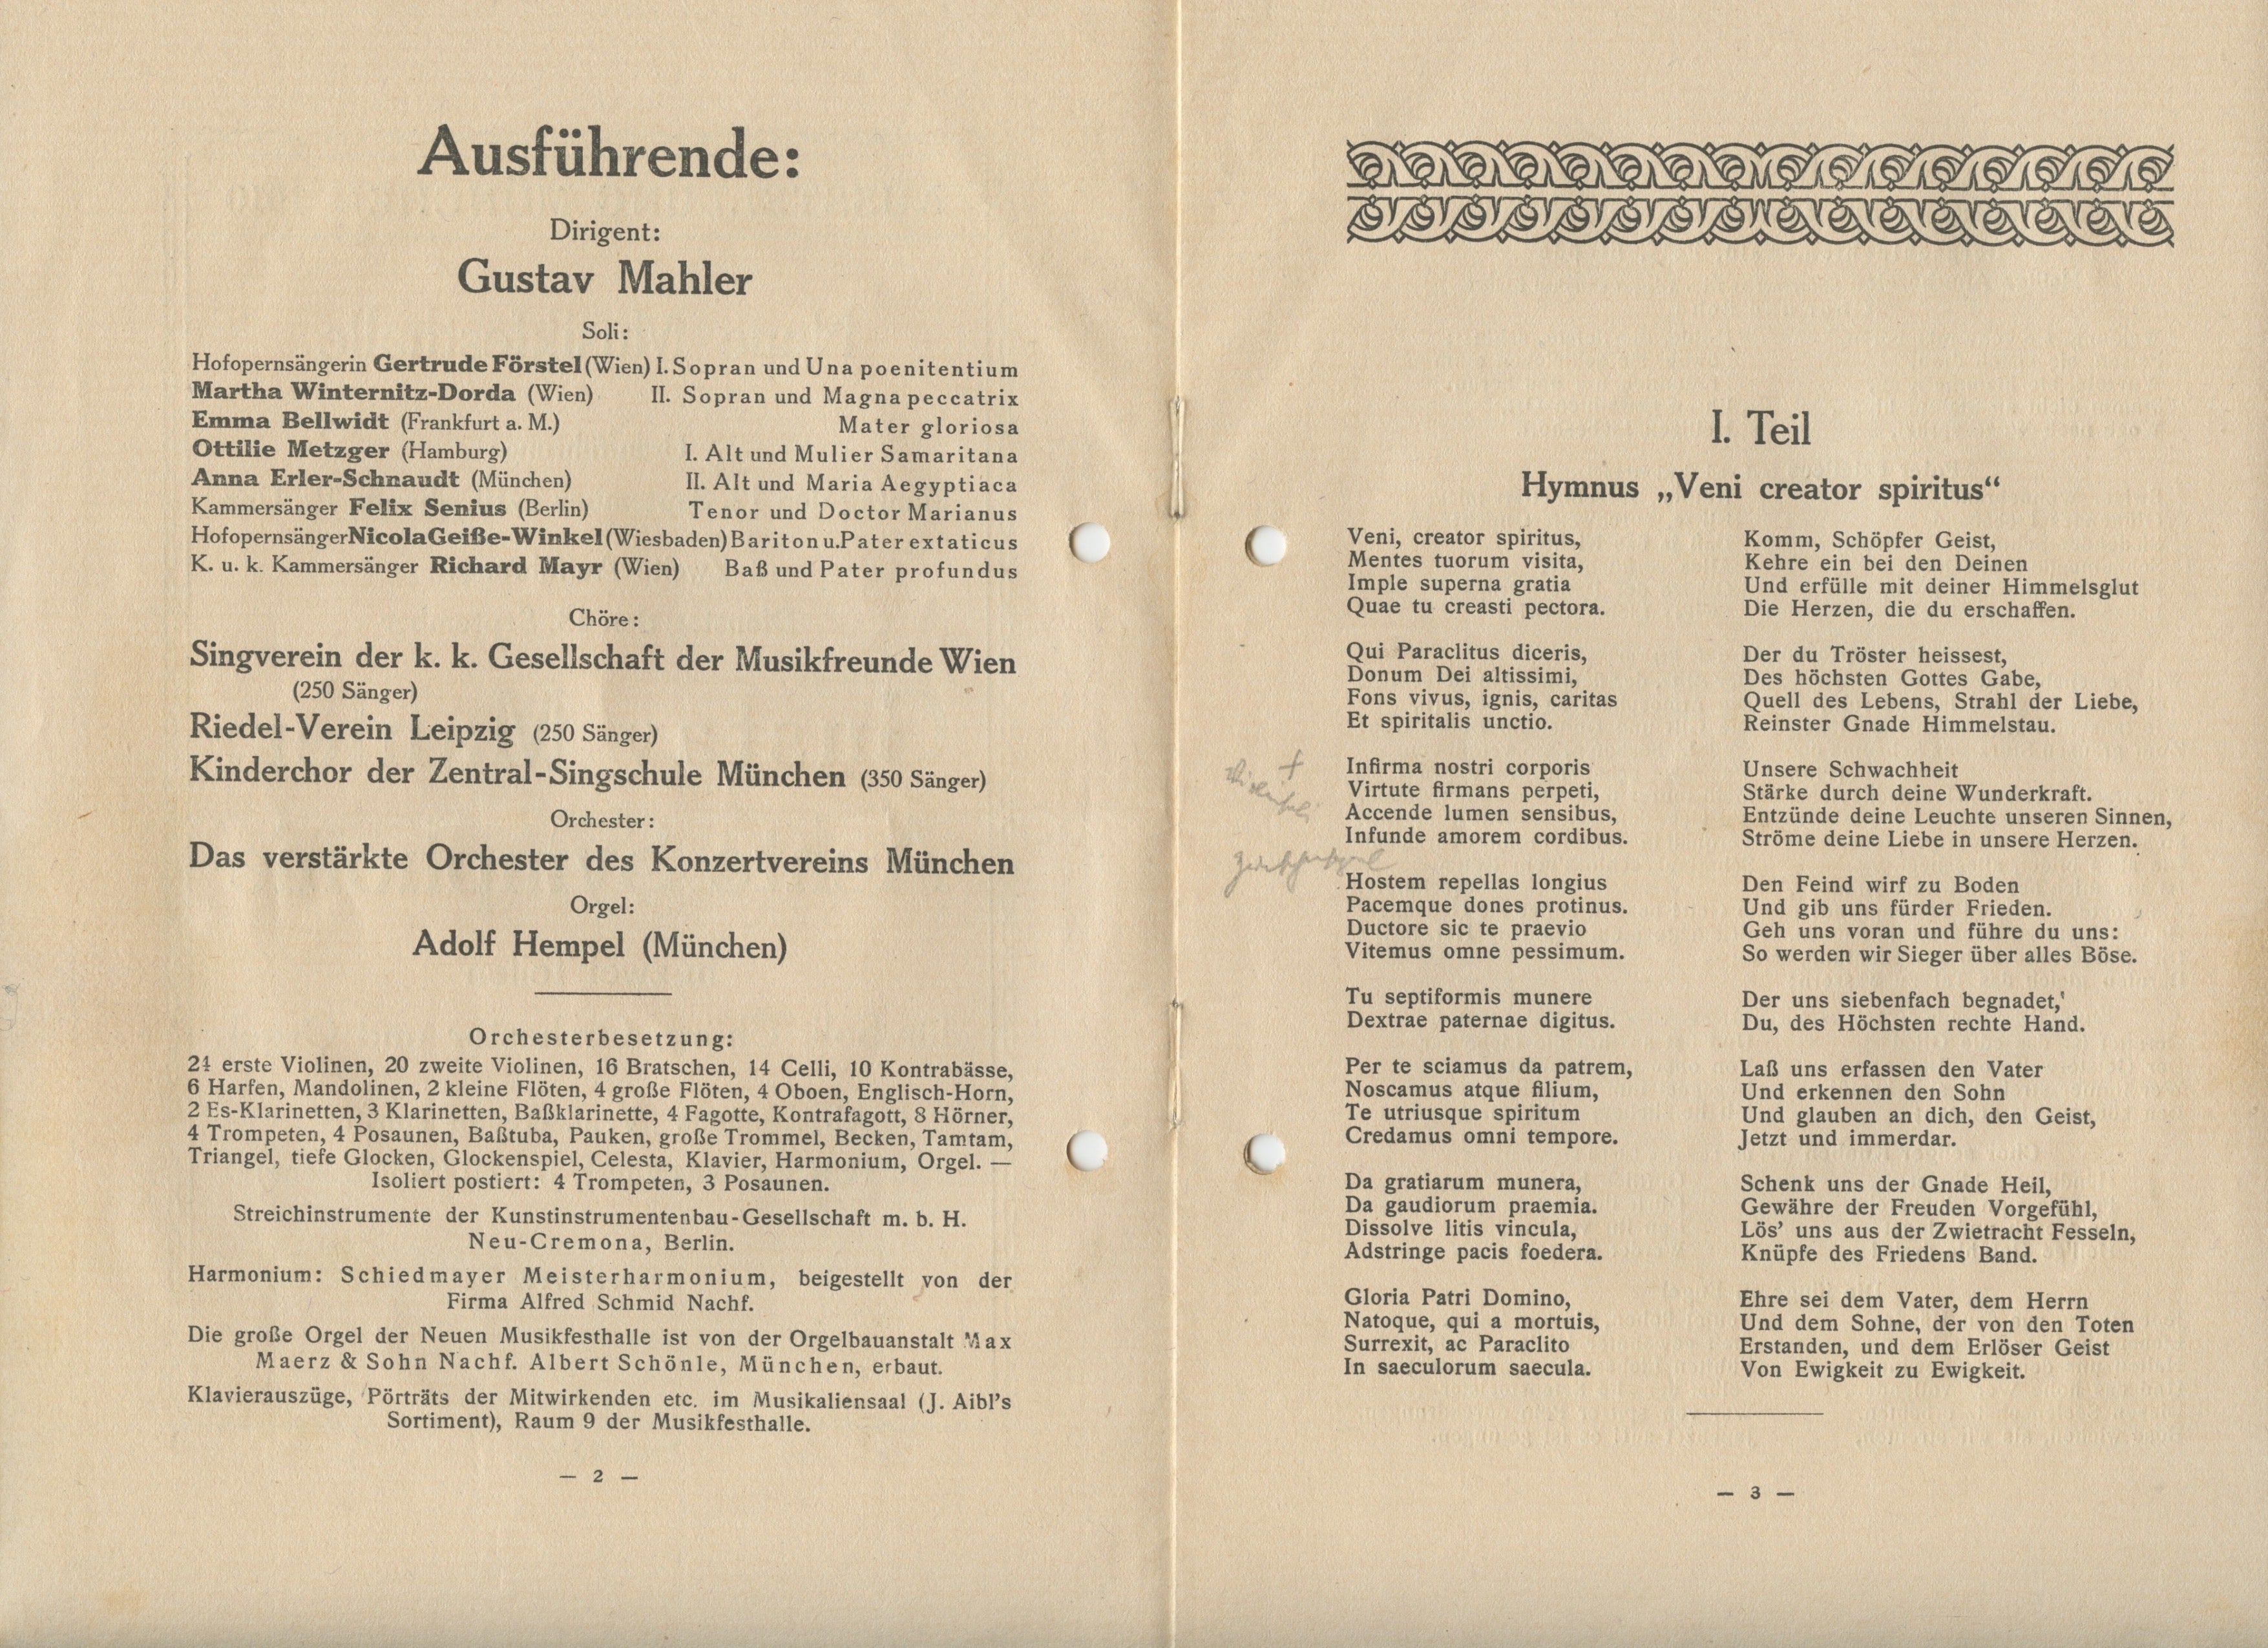 Ausführende:
Dirigent:
Gustav Mahler
Soli:
Hofopernsängerin Gertrude Förstel (Wien) I. Sopran und Una poenitentium
Martha Winternitz-Dorda (Wien) II. Sopran und Magna peccatrix
Emma Bellwidt (Frankfurt a. M.) Mater gloriosa
Ottilie Metzger (Hamburg) I. Alt und Mulier Samaritana
Anna Erler-Schnaudt (München) II. Alt und Maria Aegyptiaca
Kammersänger Felix Senius (Berlin) Tenor und Doctor Marianus
Hofopernsänger Nicola Geiße-Winkel (Wiesbaden) Bariton u. Pater extaticus
K. u. k. Kammersänger Richard Mayr (Wien) Baß und Pater profundus
Chöre:
Singverein der k. k. Gesellschaft der Musikfreunde Wien
(250 Sänger)
Riedel-Verein Leipzig (250 Sänger)
Kinderchor der Zentral-Singschule München (350 Sänger)
Orchester:
Das verstärkte Orchester des Konzertvereins München
Orgel:
Adolf Hempel (München)
Orchesterbesetzung:
24 erste Violinen, 20 zweite Violinen, 16 Bratschen, 14 Celli, 10 Kontrabässe,
6 Harfen, Mandolinen, 2 kleine Flöten, 4 große Flöten, 4 Oboen, Englisch-Horn,
2 Es-Klarinetten, 3 Klarinetten, Baßklarinette, 4 Fagotte, Kontrafagott, 8 Hörner,
4 Trompeten, 4 Posaunen, Baßtuba, Pauken, große Trommel, Becken, Tamtam,
Triangel, tiefe Glocken, Glockenspiel, Celesta, Klavier, Harmonium, Orgel. —
Isoliert postiert: 4 Trompeten, 3 Posaunen.
Streichinstrumente der Kunstinstrumentenbau-Gesellschaft m. b. H.
Neu-Cremona, Berlin.
Harmonium: Schiedmayer Meisterharmonium, beigestellt von der
Firma Alfred Schmid Nachf.
Die große Orgel der Neuen Musikfesthalle ist von der Orgelbauanstalt Max
Maerz & Sohn Nachf. Albert Schönle, München, erbaut.
Klavierauszüge, Pörträts der Mitwirkenden etc. im Musikaliensaal (J. Aibl's
Sortiment), Raum 9 der Musikfesthalle.
— 2 —
I. Teil
Hymnus „Veni creator spiritus“
Veni, creator spiritus,
Mentes tuorum visita,
Imple superna gratia
Quae tu creasti pectora.
Qui Paraclitus diceris,
Donum Dei altissimi,
Fons vivus, ignis, caritas
Et spiritalis unctio.
Infirma nostri corporis
Virtute firmans perpeti,
Accende lumen sensibus,
Infunde amorem cordibus.
Hostem repellas longius
Pacemque dones protinus.
Ductore sic te praevio
Vitemus omne pessimum.
Tu septiformis munere
Dextrae paternae digitus.
Per te sciamus da patrem,
Noscamus atque filium,
Te utriusque spiritum
Credamus omni tempore.
Da gratiarum munera,
Da gaudiorum praemia.
Dissolve litis vincula,
Adstringe pacis foedera.
Gloria Patri Domino,
Natoque, qui a mortuis,
Surrexit, ac Paraclito
In saeculorum saecula.
Komm, Schöpfer Geist,
Kehre ein bei den Deinen
Und erfülle mit deiner Himmelsglut
Die Herzen, die du erschaffen.
Der du Tröster heissest,
Des höchsten Gottes Gabe,
Quell des Lebens, Strahl der Liebe,
Reinster Gnade Himmelstau.
Unsere Schwachheit
Stärke durch deine Wunderkraft.
Entzünde deine Leuchte unseren Sinnen,
Ströme deine Liebe in unsere Herzen.
Den Feind wirf zu Boden
Und gib uns fürder Frieden.
Geh uns voran und führe du uns:
So werden wir Sieger über alles Böse.
Der uns siebenfach begnadet,
Du, des Höchsten rechte Hand.
Laß uns erfassen den Vater
Und erkennen den Sohn
Und glauben an dich, den Geist,
Jetzt und immerdar.
Schenk uns der Gnade Heil,
Gewähre der Freuden Vorgefühl,
Lös' uns aus der Zwietracht Fesseln,
Knüpfe des Friedens Band.
Ehre sei dem Vater, dem Herrn
Und dem Sohne, der von den Toten
Erstanden, und dem Erlöser Geist
Von Ewigkeit zu Ewigkeit.
— 3 —